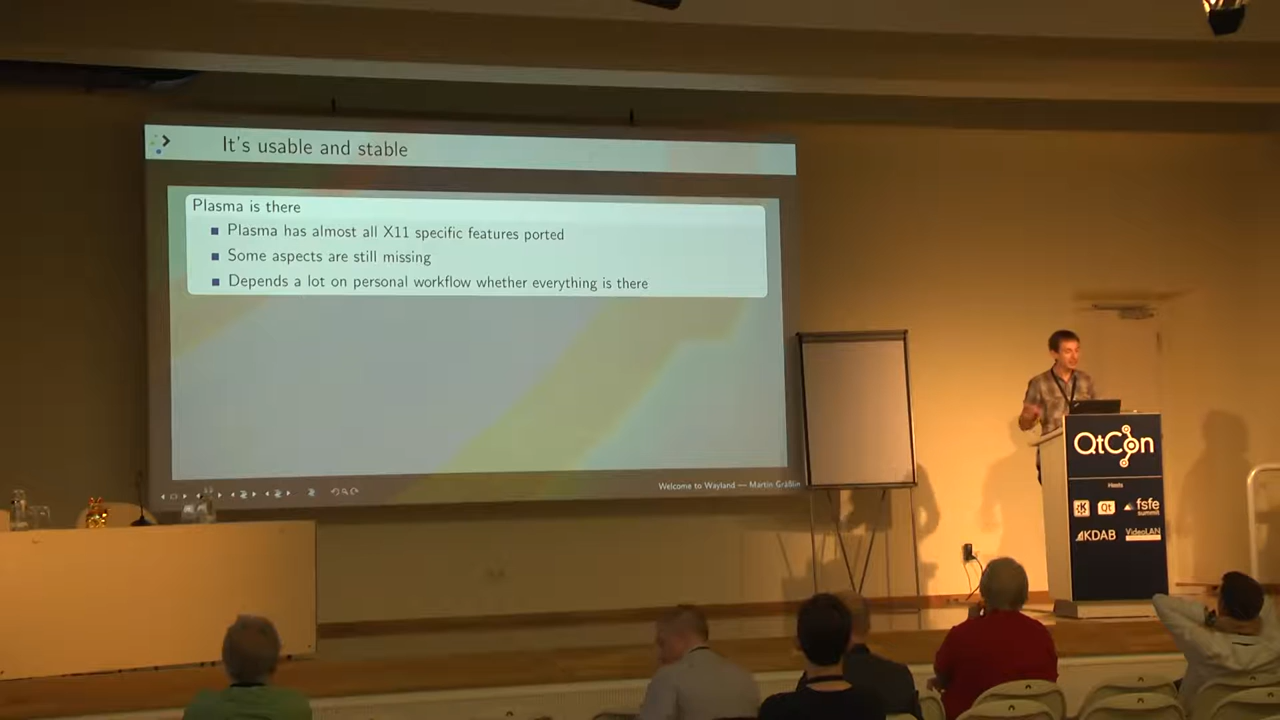 It's usable and stable
Plasma is there
Plasma has almost all X11 specific features ported
Some aspects are still missing
Depends a lot on personal workflow whether everything is there
Welcome to Wayland — Martin Gräßlin
QtCon
Hosts
Qt
fsfe
summit
KDAB
VideoLAN